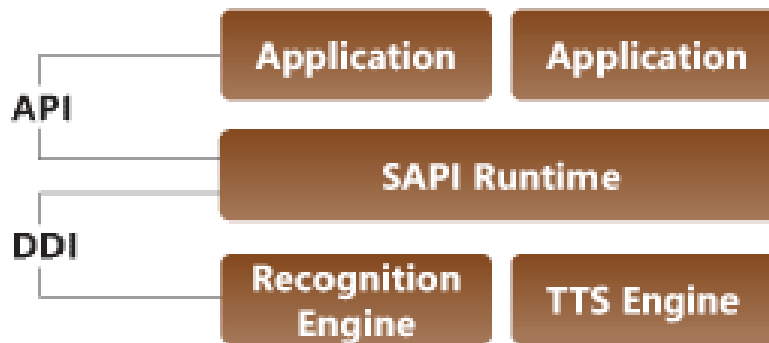 Application
Application
API
SAPI Runtime
DDI
Recognition
Engine
TTS Engine